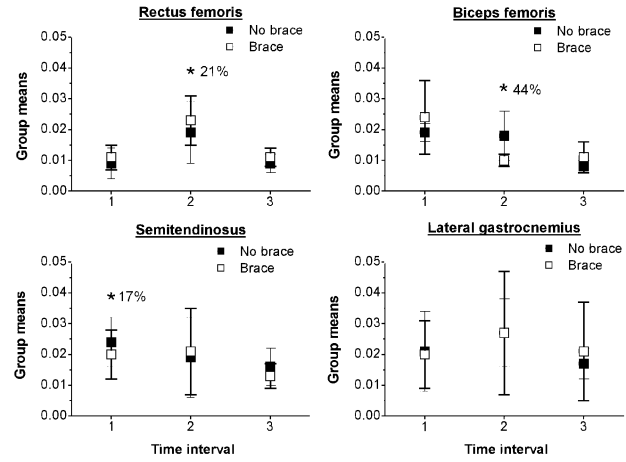 Rectus femoris
No brace
Brace
* 21%
Group means
0.05
0.04
0.03
0.02
0.01
0.00
1 2 3
Biceps femoris
No brace
Brace
* 44%
Group means
0.05
0.04
0.03
0.02
0.01
0.00
1 2 3
Semitendinosus
No brace
Brace
* 17%
Group means
0.05
0.04
0.03
0.02
0.01
0.00
1 2 3
Time interval
Lateral gastrocnemius
No brace
Brace
Group means
0.05
0.04
0.03
0.02
0.01
0.00
1 2 3
Time interval